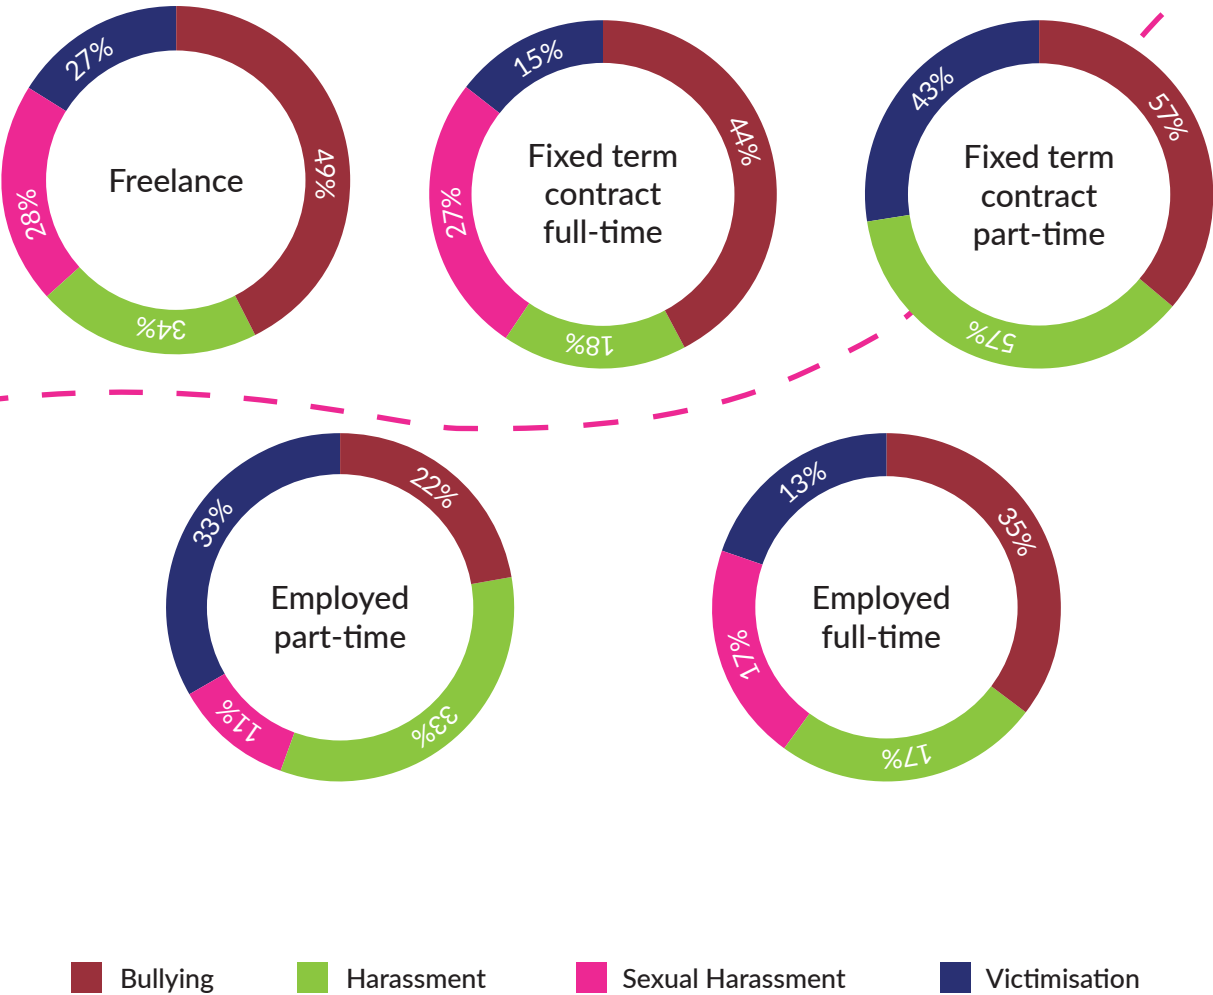 27%
49%
28%
34%
Freelance
15%
44%
27%
18%
Fixed term
contract
full-time
43%
57%
57%
Fixed term
contract
part-time
33%
22%
11%
33%
Employed
part-time
13%
35%
17%
17%
Employed
full-time
Bullying
Harassment
Sexual Harassment
Victimisation